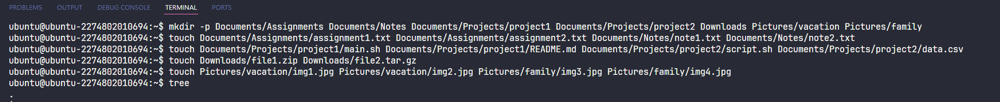 PROBLEMS OUTPUT DEBUG CONSOLE TERMINAL PORTS
ubuntu@ubuntu-2274802010694:~$ mkdir -p Documents/Assignments Documents/Notes Documents/Projects/project1 Documents/Projects/project2 Downloads Pictures/vacation Pictures/family
ubuntu@ubuntu-2274802010694:~$ touch Documents/Assignments/assignment1.txt Documents/Assignments/assignment2.txt Documents/Notes/note1.txt Documents/Notes/note2.txt
ubuntu@ubuntu-2274802010694:~$ touch Documents/Projects/project1/main.sh Documents/Projects/project1/README.md Documents/Projects/project2/script.sh Documents/Projects/project2/data.csv
ubuntu@ubuntu-2274802010694:~$ touch Downloads/file1.zip Downloads/file2.tar.gz
ubuntu@ubuntu-2274802010694:~$ touch Pictures/vacation/img1.jpg Pictures/vacation/img2.jpg Pictures/family/img3.jpg Pictures/family/img4.jpg
ubuntu@ubuntu-2274802010694:~$ tree
.